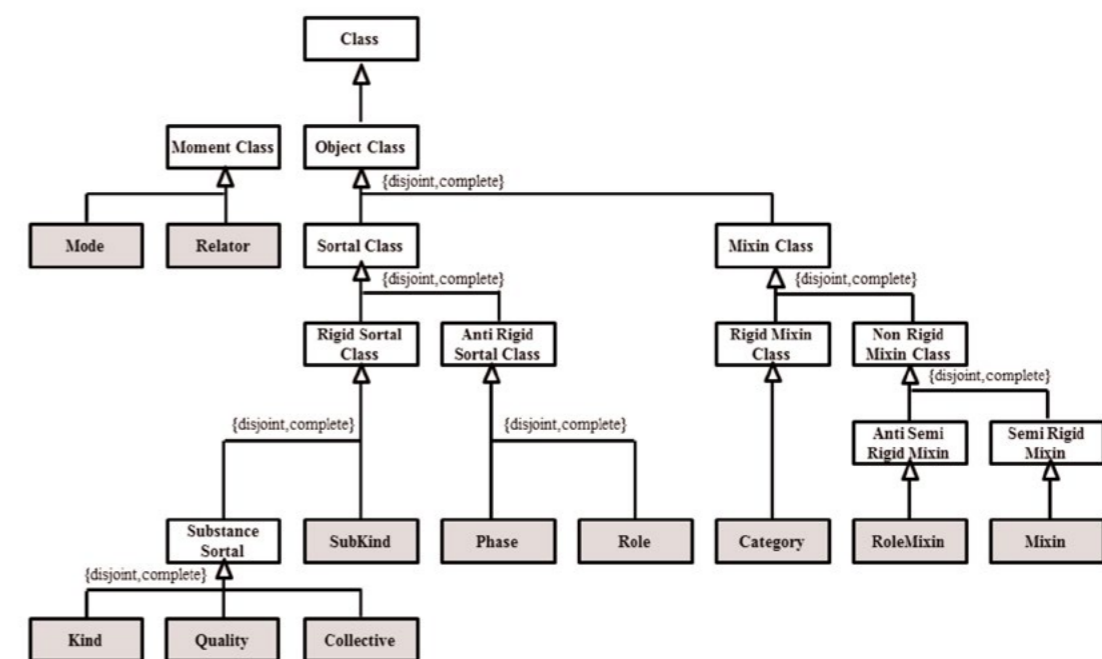 Class
Moment Class
Object Class
{disjoint,complete}
Mode
Relator
Sortal Class
Mixin Class
{disjoint,complete}
{disjoint,complete}
Rigid Sortal
Class
Anti Rigid
Sortal Class
Rigid Mixin
Class
Non Rigid
Mixin Class
{disjoint,complete}
{disjoint,complete}
{disjoint,complete}
Anti Semi
Rigid Mixin
Semi Rigid
Mixin
Substance
Sortal
SubKind
Phase
Role
Category
RoleMixin
Mixin
{disjoint,complete}
Kind
Quality
Collective